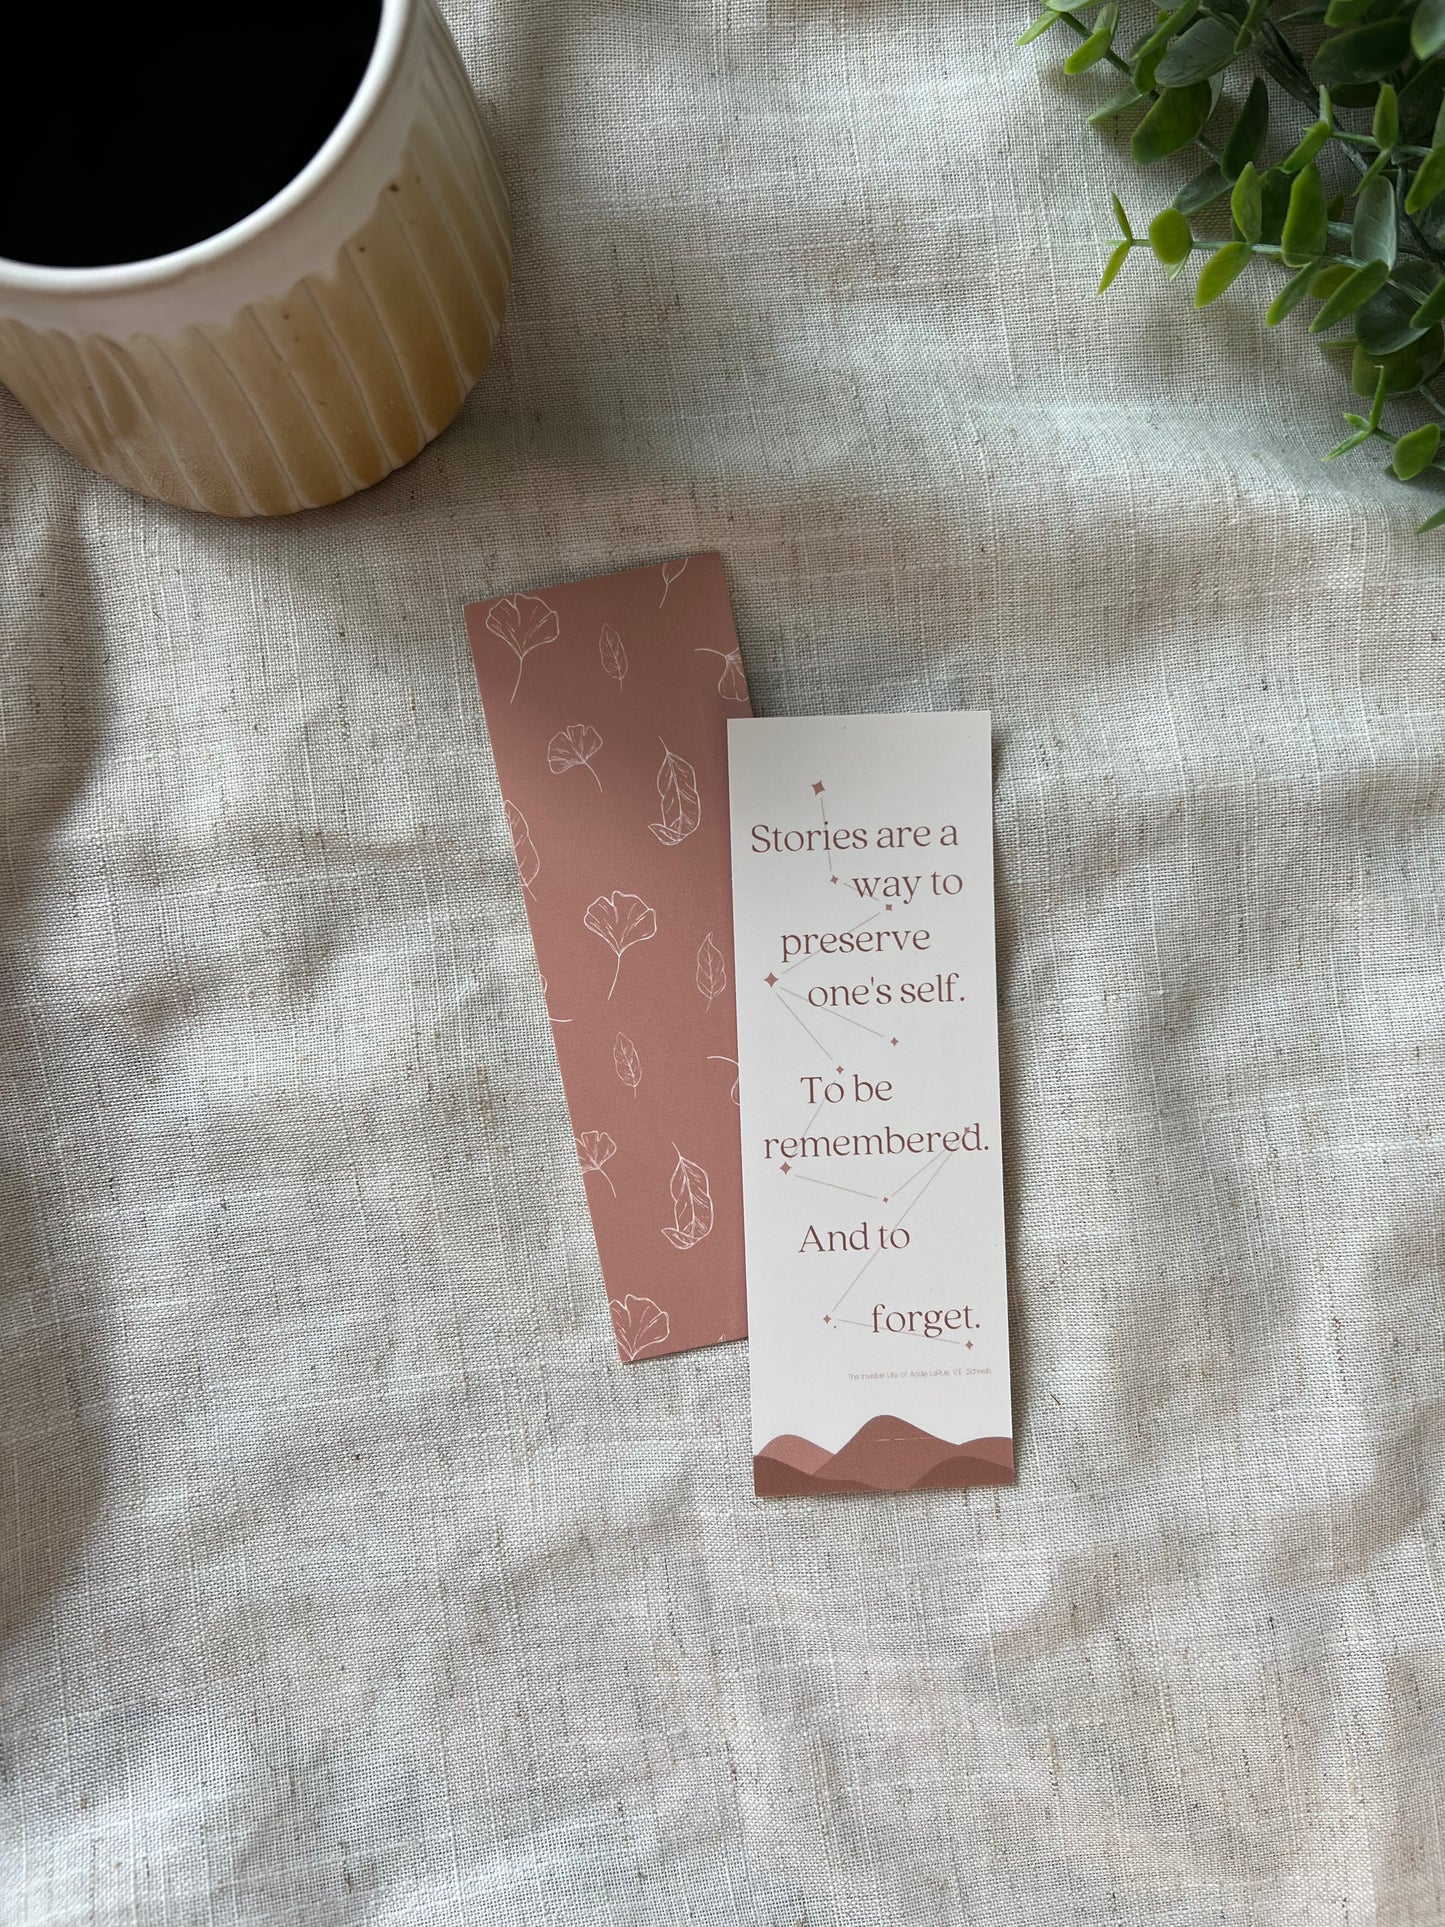 Stories are a
way to
preserve
one's self.
To be
remembered.
And to
forget.
The Invisible Life of Addie LaRue, V.E. Schwab